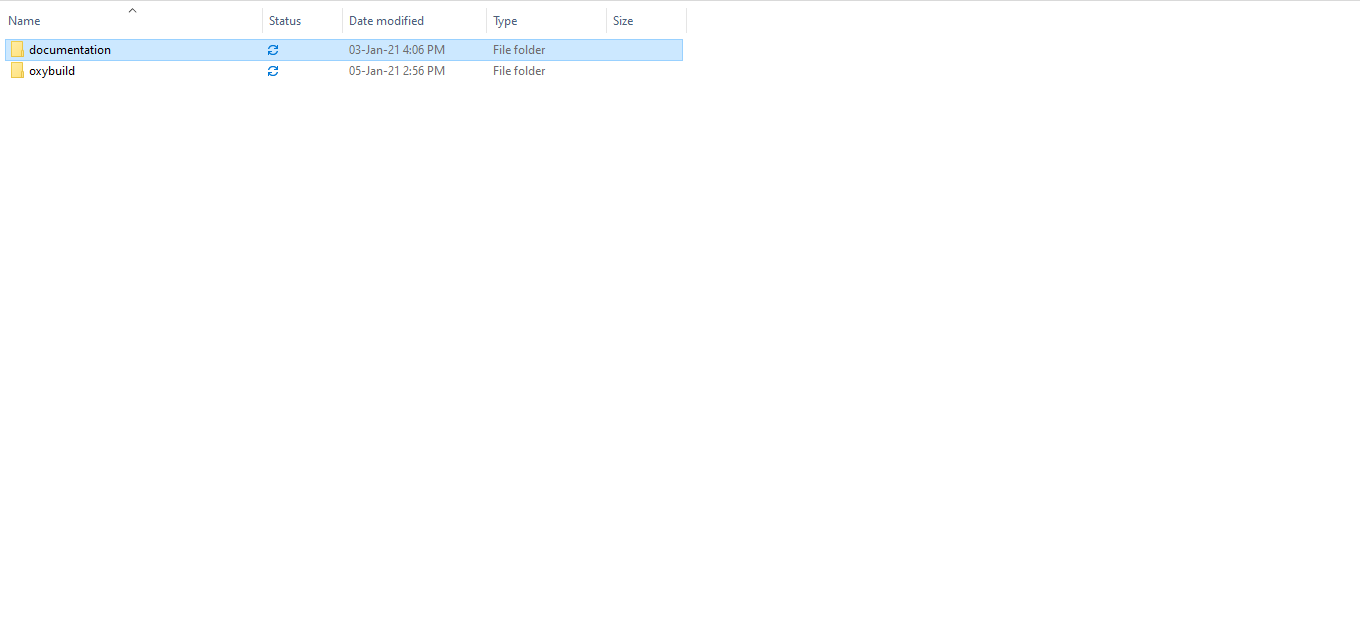 Name Status Date modified Type Size
documentation 03-Jan-21 4:06 PM File folder
oxybuild 05-Jan-21 2:56 PM File folder